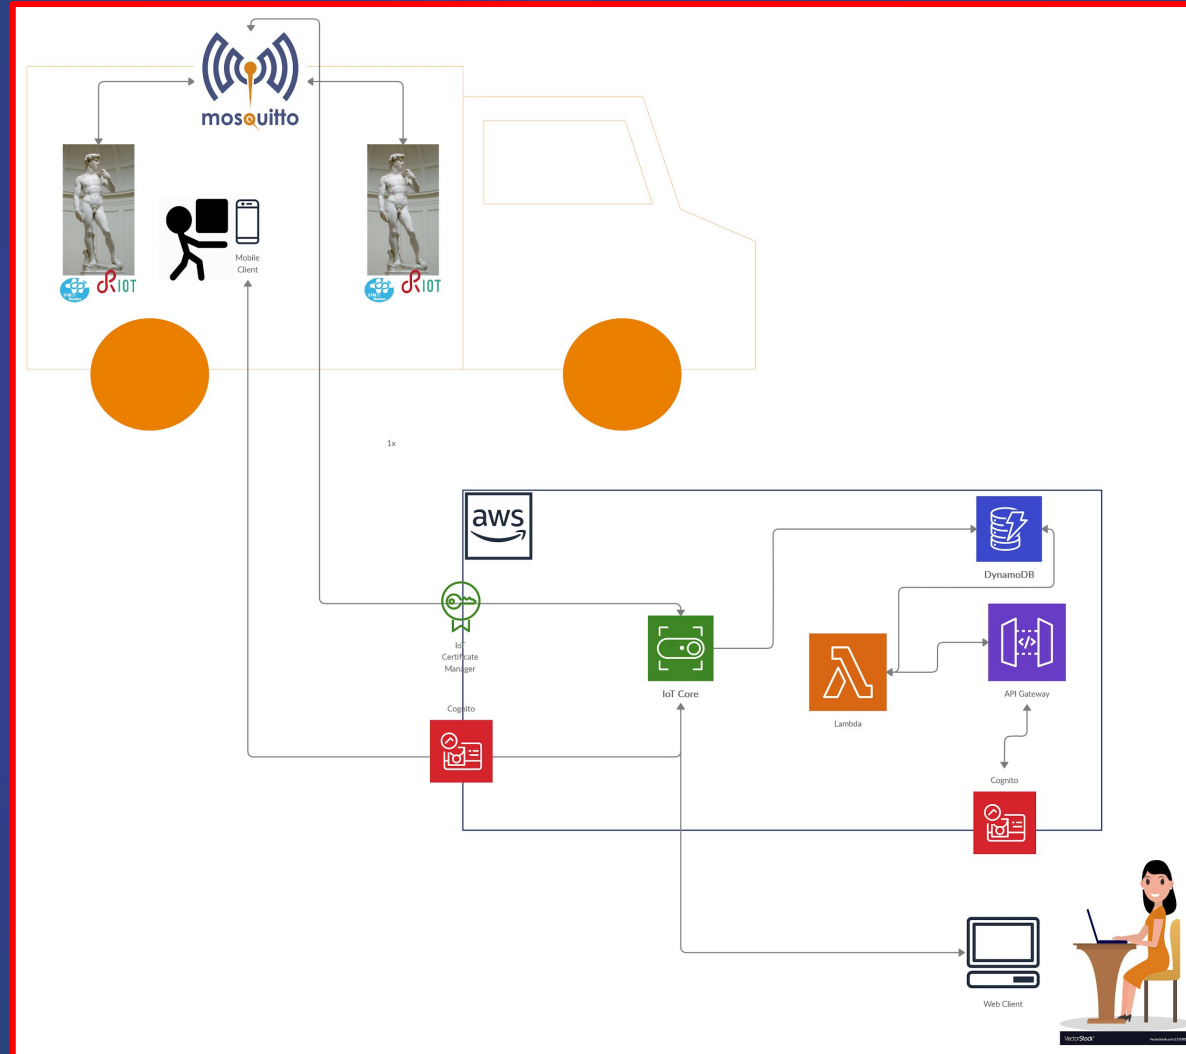 mosquitto
RIOT
RIOT
Mobile
Client
1x
aws
DynamoDB
IoT
Certificate
Manager
IoT Core
Lambda
API Gateway
Cognito
Cognito
Web Client
VectorStock